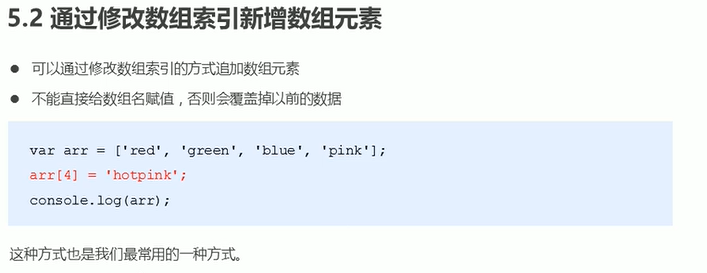 5.2 通过修改数组索引新增数组元素
● 可以通过修改数组索引的方式追加数组元素
● 不能直接给数组名赋值，否则会覆盖掉以前的数据
var arr = ['red', 'green', 'blue', 'pink'];
arr[4] = 'hotpink';
console.log(arr);
这种方式也是我们最常用的一种方式。